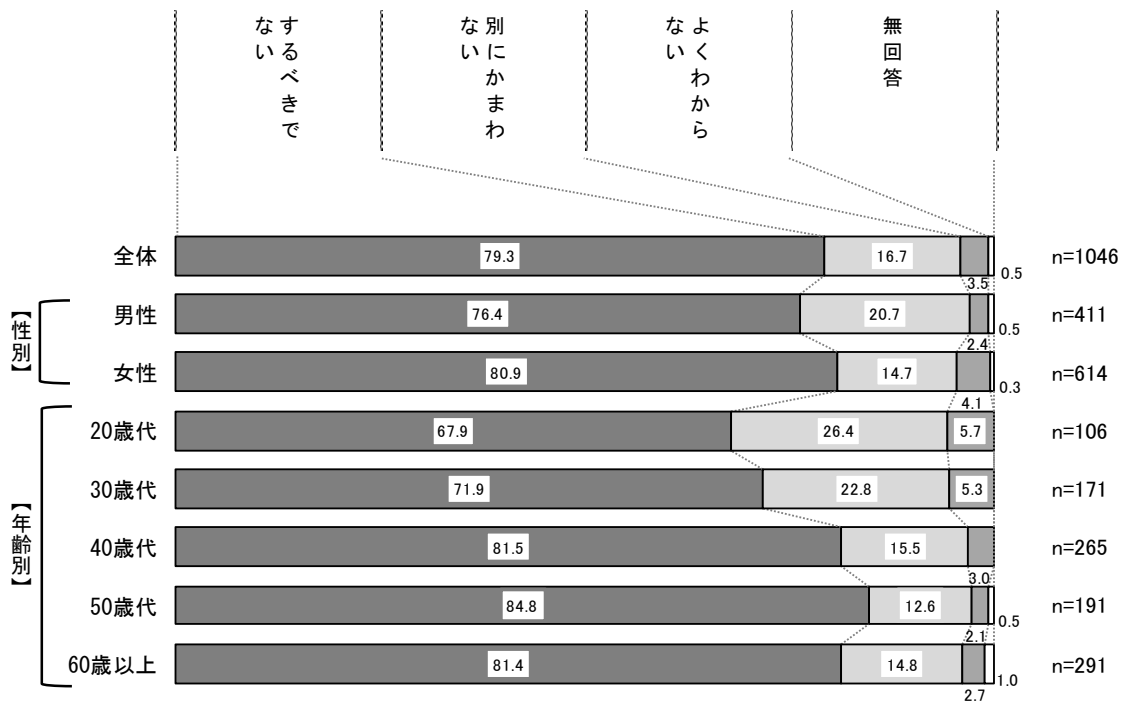 するべきで
ない
別にかまわ
ない
よくわから
ない
無回答
全体 79.3 16.7 3.5 0.5 n=1046
【性別】
男性 76.4 20.7 2.4 0.5 n=411
女性 80.9 14.7 4.1 0.3 n=614
【年齢別】
20歳代 67.9 26.4 5.7 n=106
30歳代 71.9 22.8 5.3 n=171
40歳代 81.5 15.5 3.0 n=265
50歳代 84.8 12.6 2.1 0.5 n=191
60歳以上 81.4 14.8 2.7 1.0 n=291